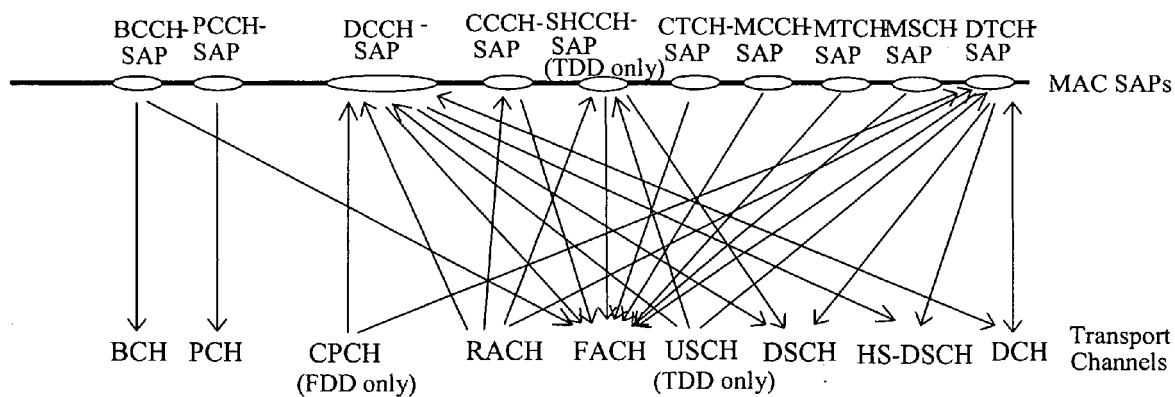 BCCH- PCCH- DCCH - CCCH- SHCCH- CTCH- MCCH- MTCH- MSCH- DTCH-
SAP SAP SAP SAP SAP SAP SAP SAP SAP SAP
(TDD only)
MAC SAPs
BCH PCH CPCH RACH FACH USCH DSCH HS-DSCH DCH
(FDD only) (TDD only)
Transport
Channels